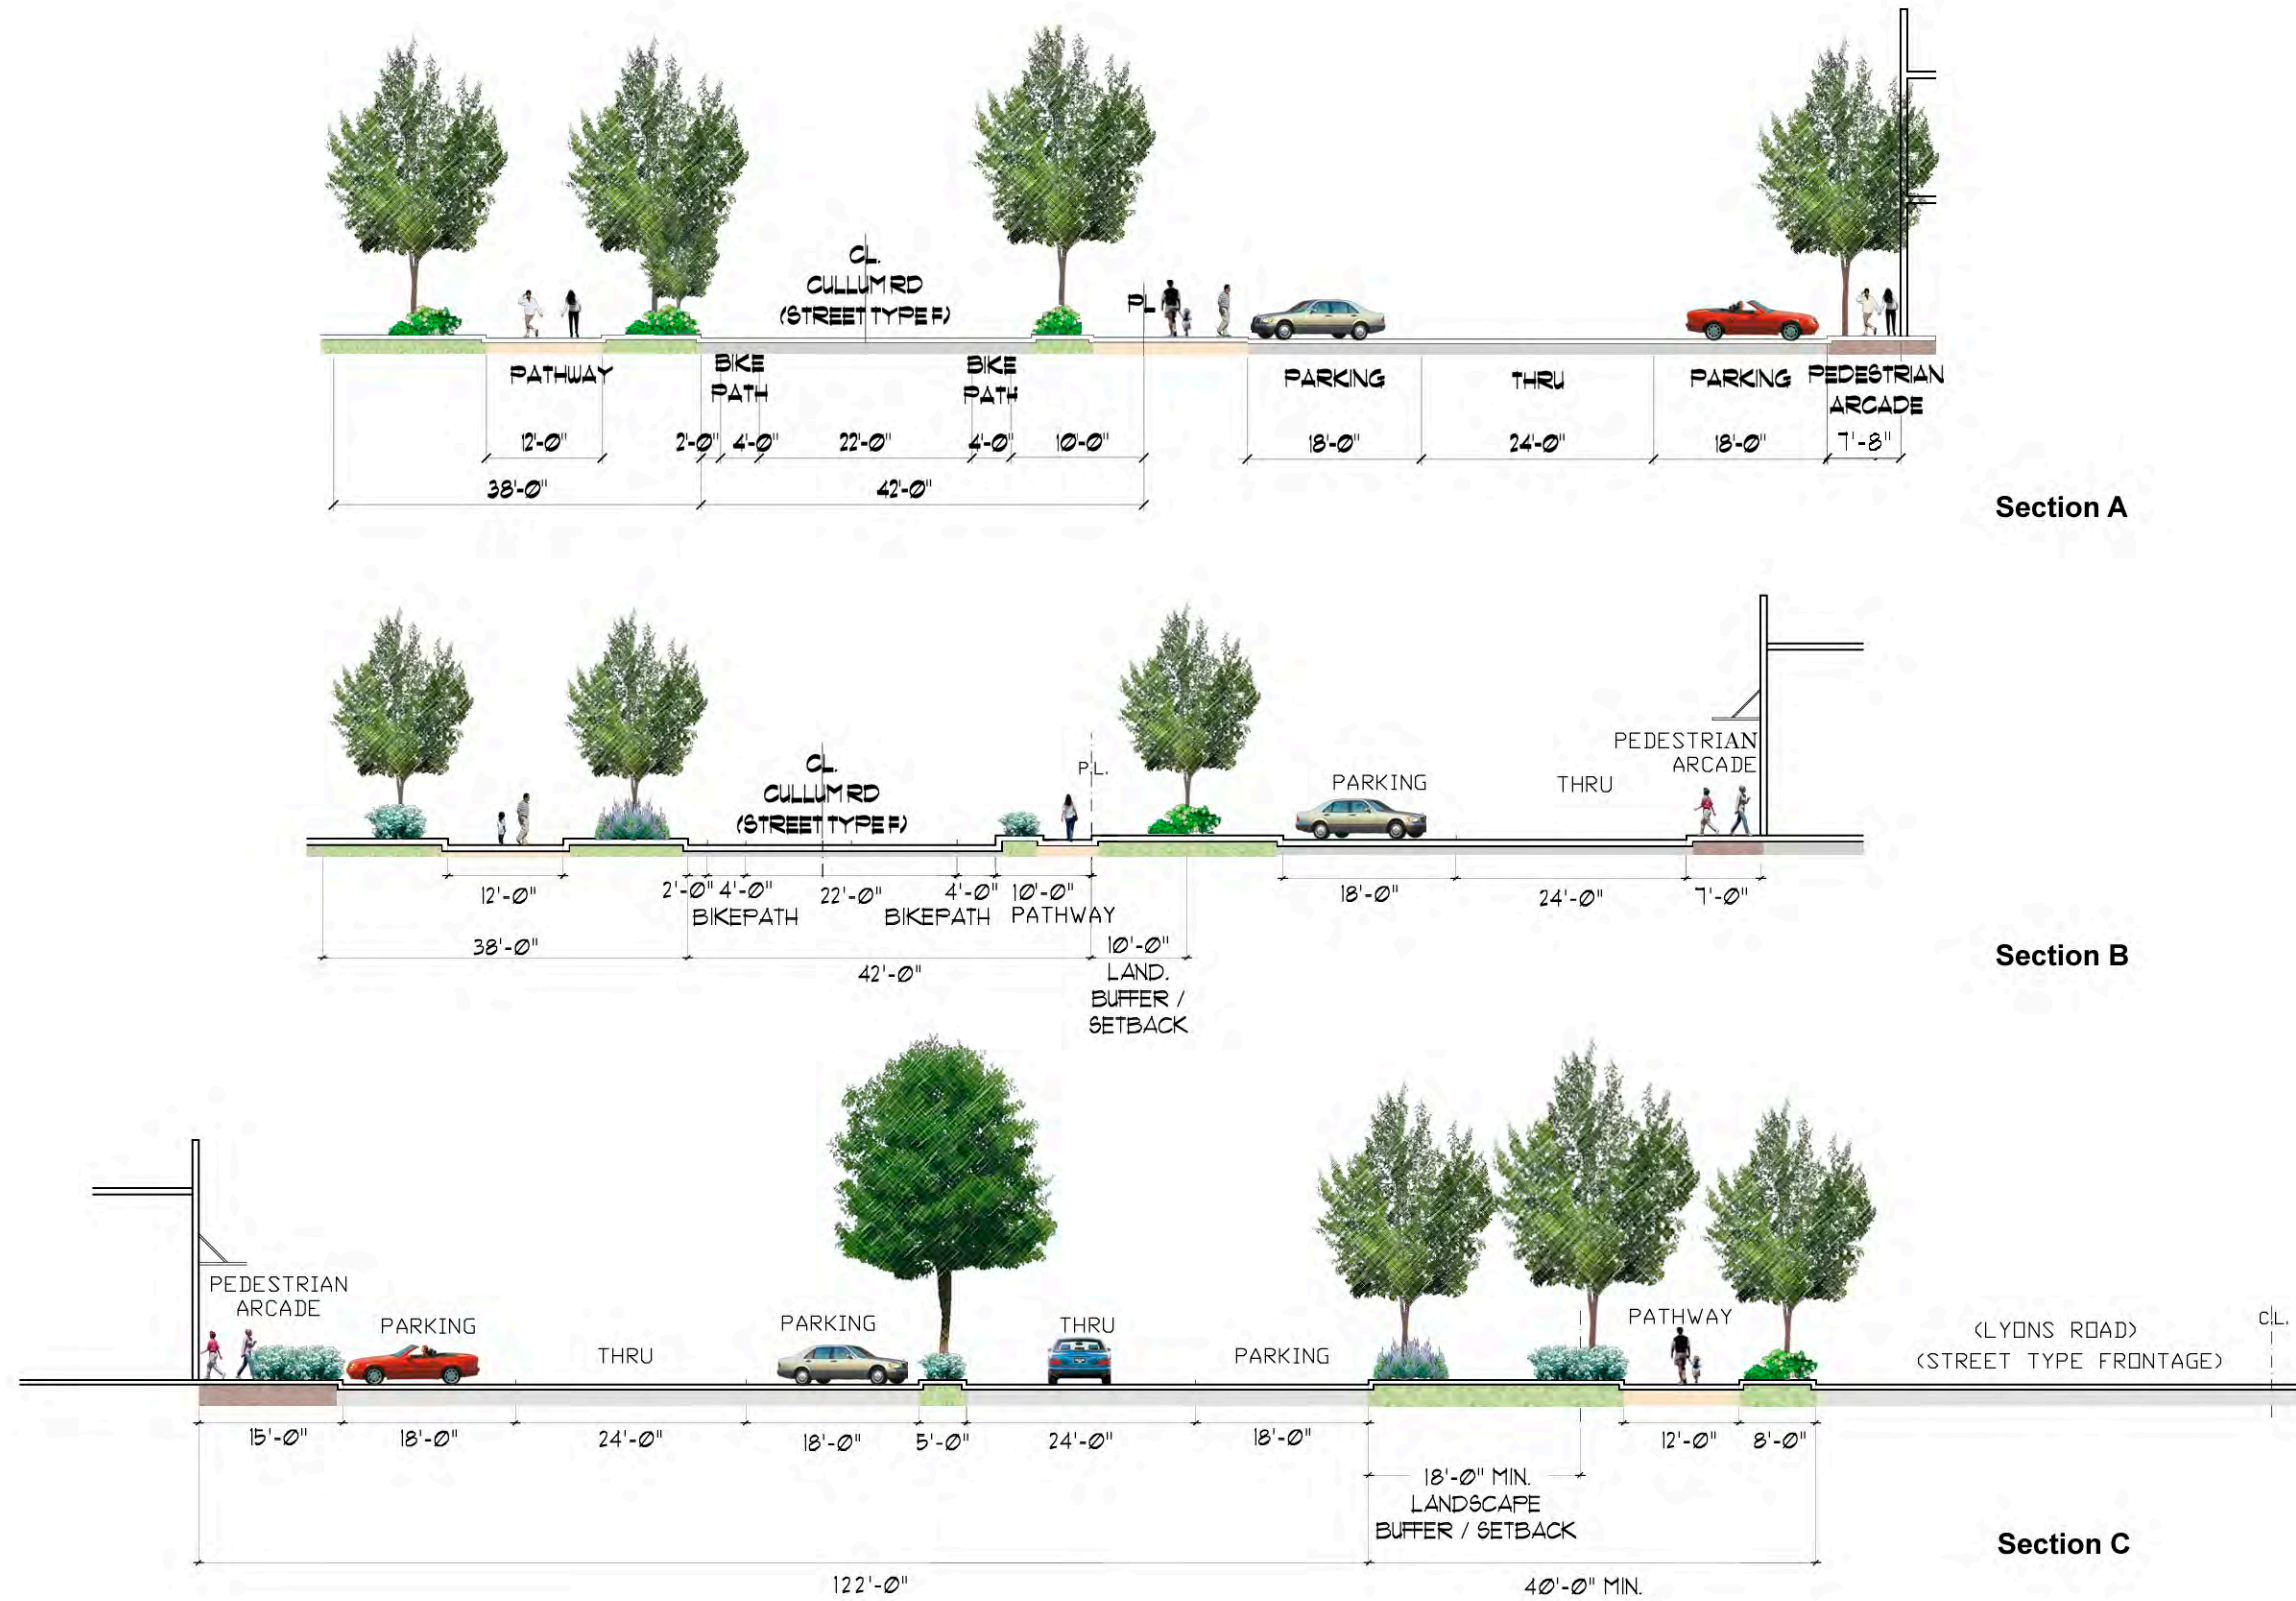 CL.
CULLUM RD
(STREET TYPE F)
PL
PATHWAY
BIKE
PATH
BIKE
PATH
PARKING
THRU
PARKING
PEDESTRIAN
ARCADE
12'-0"
2'-0"
4'-0"
22'-0"
4'-0"
10'-0"
18'-0"
24'-0"
18'-0"
7'-8"
38'-0"
42'-0"
Section A
CL.
CULLUM RD
(STREET TYPE F)
P.L.
PARKING
THRU
PEDESTRIAN
ARCADE
12'-0"
2'-0"
4'-0"
22'-0"
4'-0"
10'-0"
18'-0"
24'-0"
7'-0"
BIKEPATH
BIKEPATH
PATHWAY
38'-0"
42'-0"
10'-0"
LAND.
BUFFER /
SETBACK
Section B
PEDESTRIAN
ARCADE
PARKING
THRU
PARKING
THRU
PARKING
PATHWAY
(LYONS ROAD)
(STREET TYPE FRONTAGE)
C.L.
15'-0"
18'-0"
24'-0"
18'-0"
5'-0"
24'-0"
18'-0"
12'-0"
8'-0"
18'-0" MIN.
LANDSCAPE
BUFFER / SETBACK
122'-0"
40'-0" MIN.
Section C